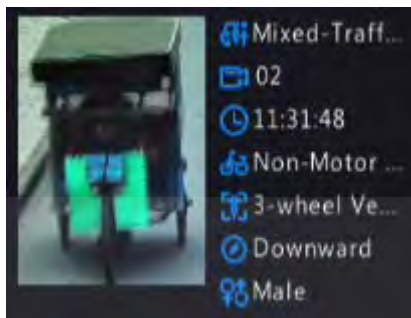 Mixed-Traff...
02
11:31:48
Non-Motor ...
3-wheel Ve...
Downward
Male